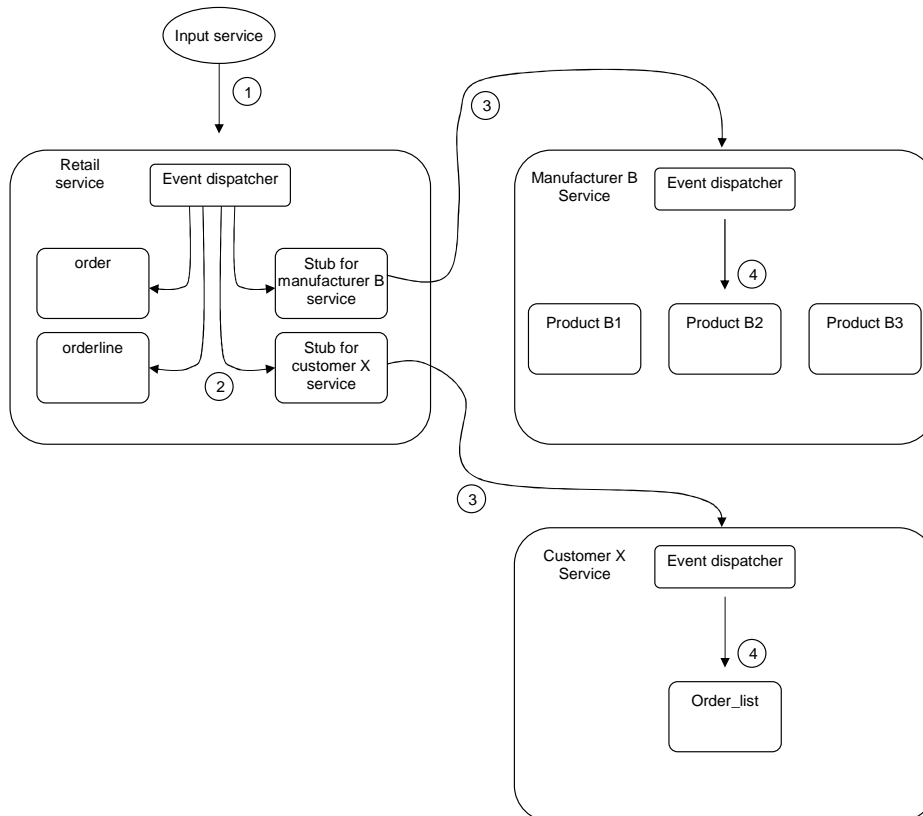 Input service
1
3
Retail
service
Event dispatcher
Manufacturer B
Service
Event dispatcher
order
Stub for
manufacturer B
service
4
Product B1
Product B2
Product B3
orderline
Stub for
customer X
service
2
3
Customer X
Service
Event dispatcher
4
Order_list